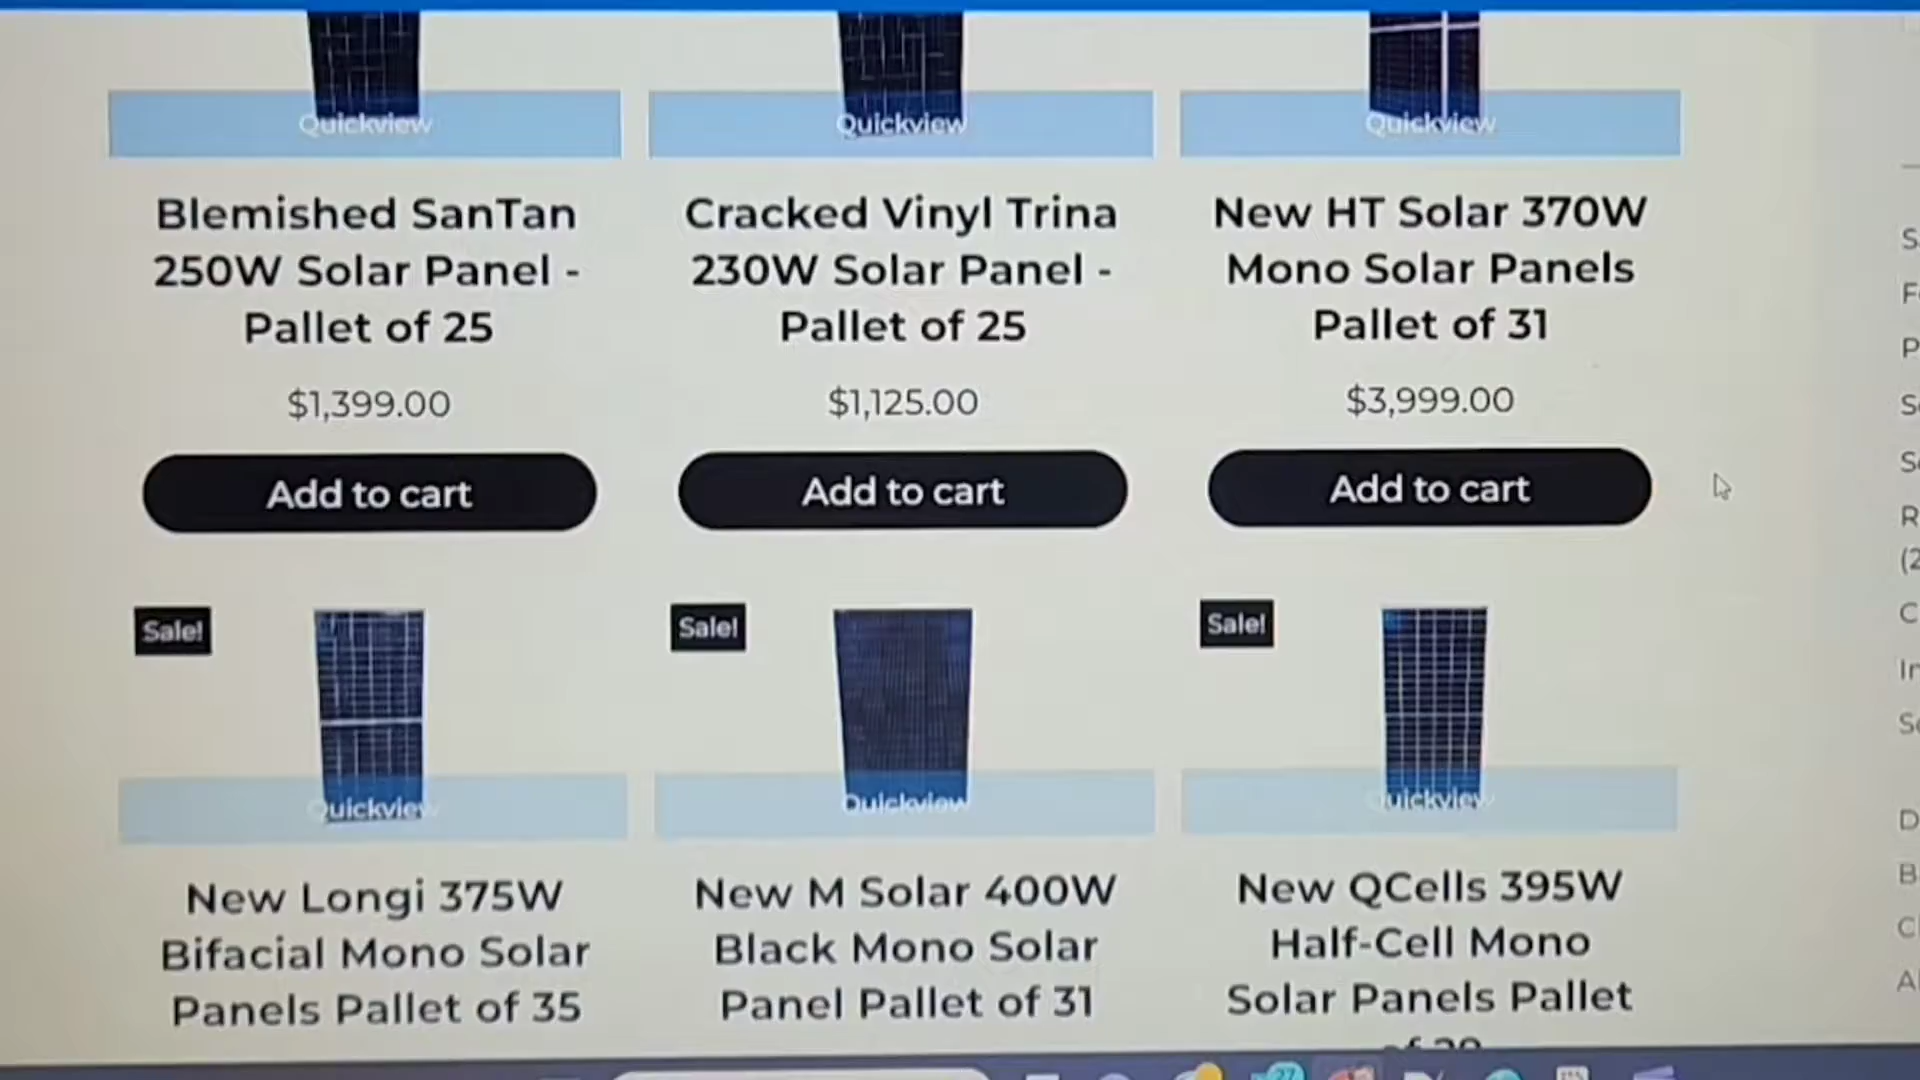 Quickview
Quickview
Quickview
Blemished SanTan
250W Solar Panel -
Pallet of 25
$1,399.00
Add to cart
Cracked Vinyl Trina
230W Solar Panel -
Pallet of 25
$1,125.00
Add to cart
New HT Solar 370W
Mono Solar Panels
Pallet of 31
$3,999.00
Add to cart
Sale!
Quickview
New Longi 375W
Bifacial Mono Solar
Panels Pallet of 35
Sale!
Quickview
New M Solar 400W
Black Mono Solar
Panel Pallet of 31
Sale!
Quickview
New QCells 395W
Half-Cell Mono
Solar Panels Pallet
27